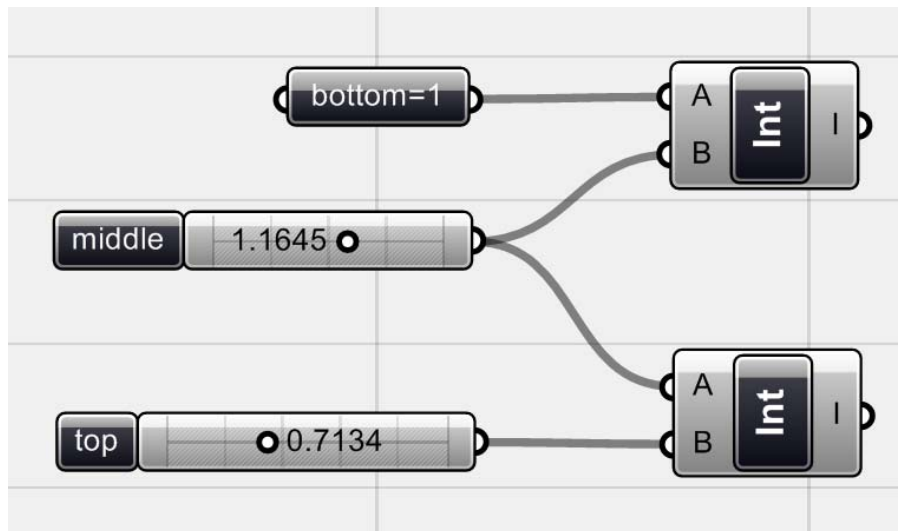 bottom=1
A
B
Int
I
middle
1.1645
A
B
Int
I
top
0.7134